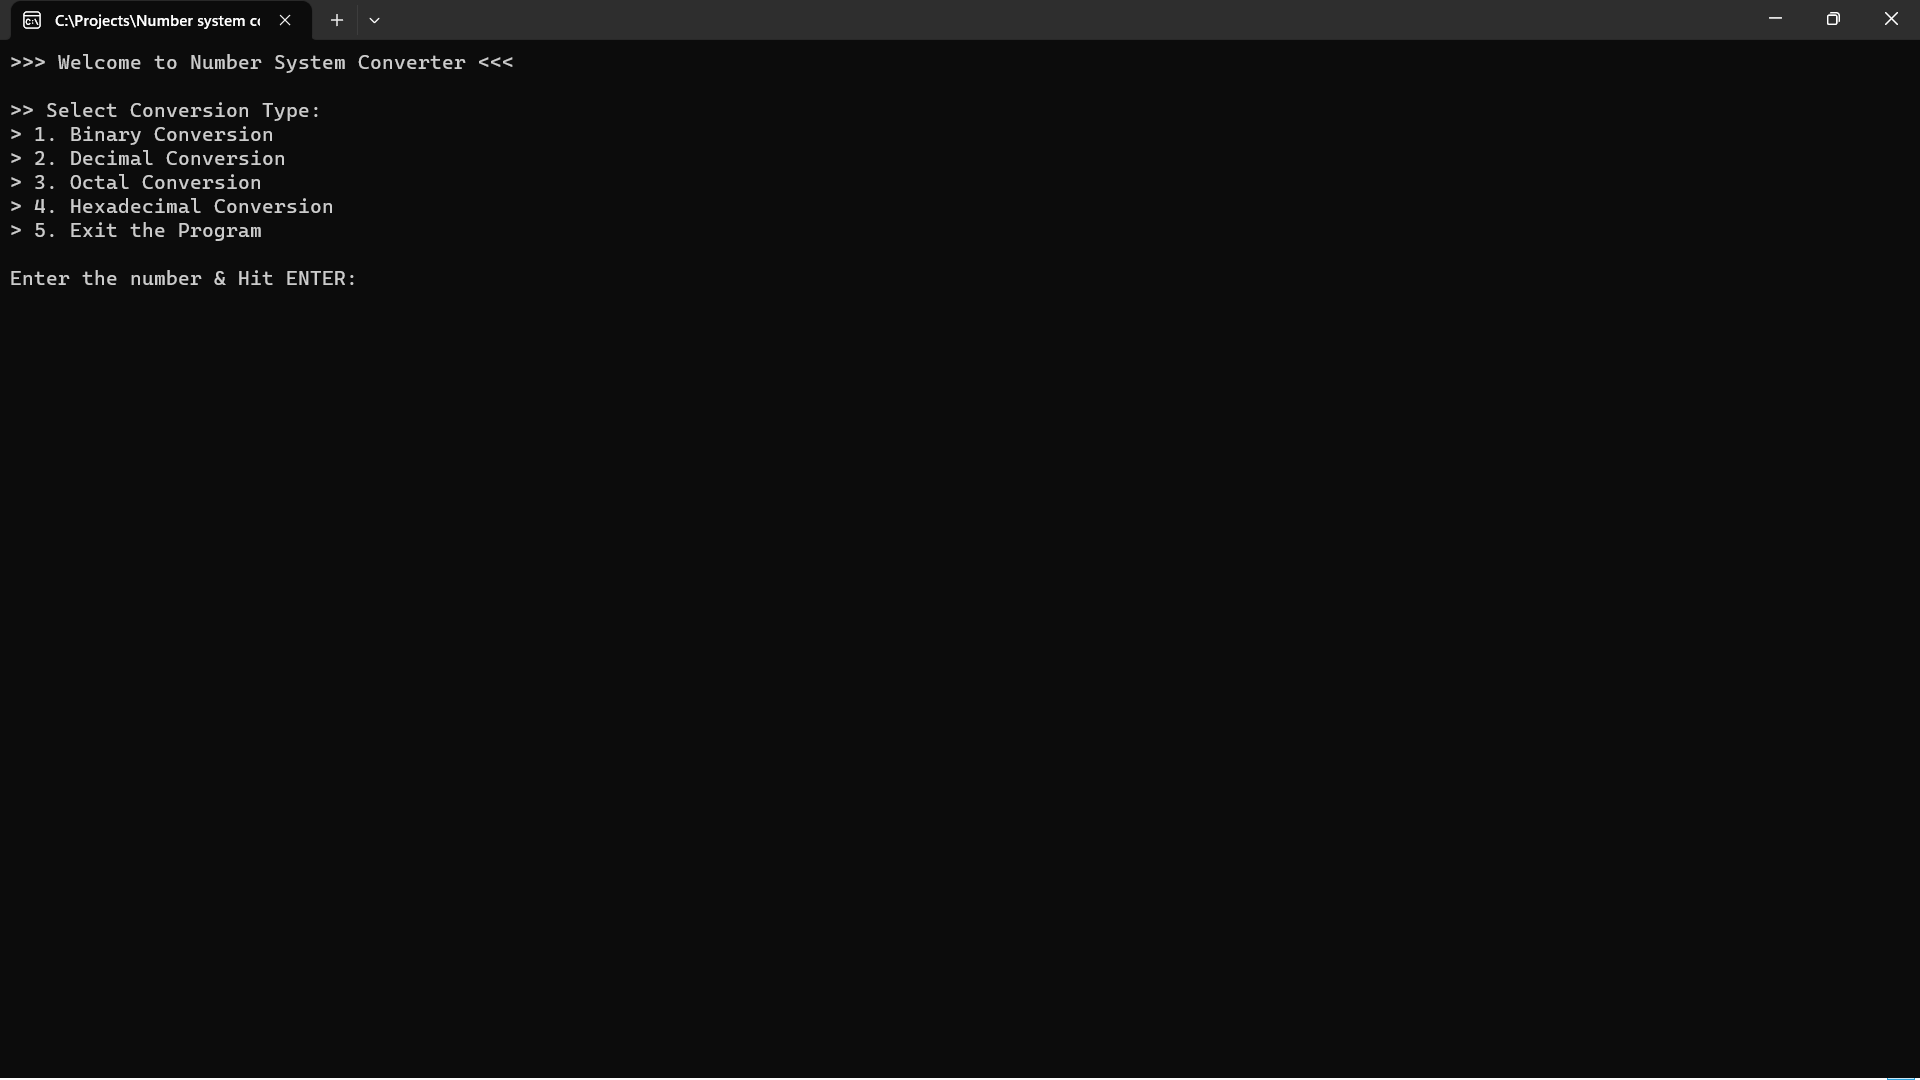 C:\Projects\Number system c
>>> Welcome to Number System Converter <<<
>> Select Conversion Type:
> 1. Binary Conversion
> 2. Decimal Conversion
> 3. Octal Conversion
> 4. Hexadecimal Conversion
> 5. Exit the Program
Enter the number & Hit ENTER: